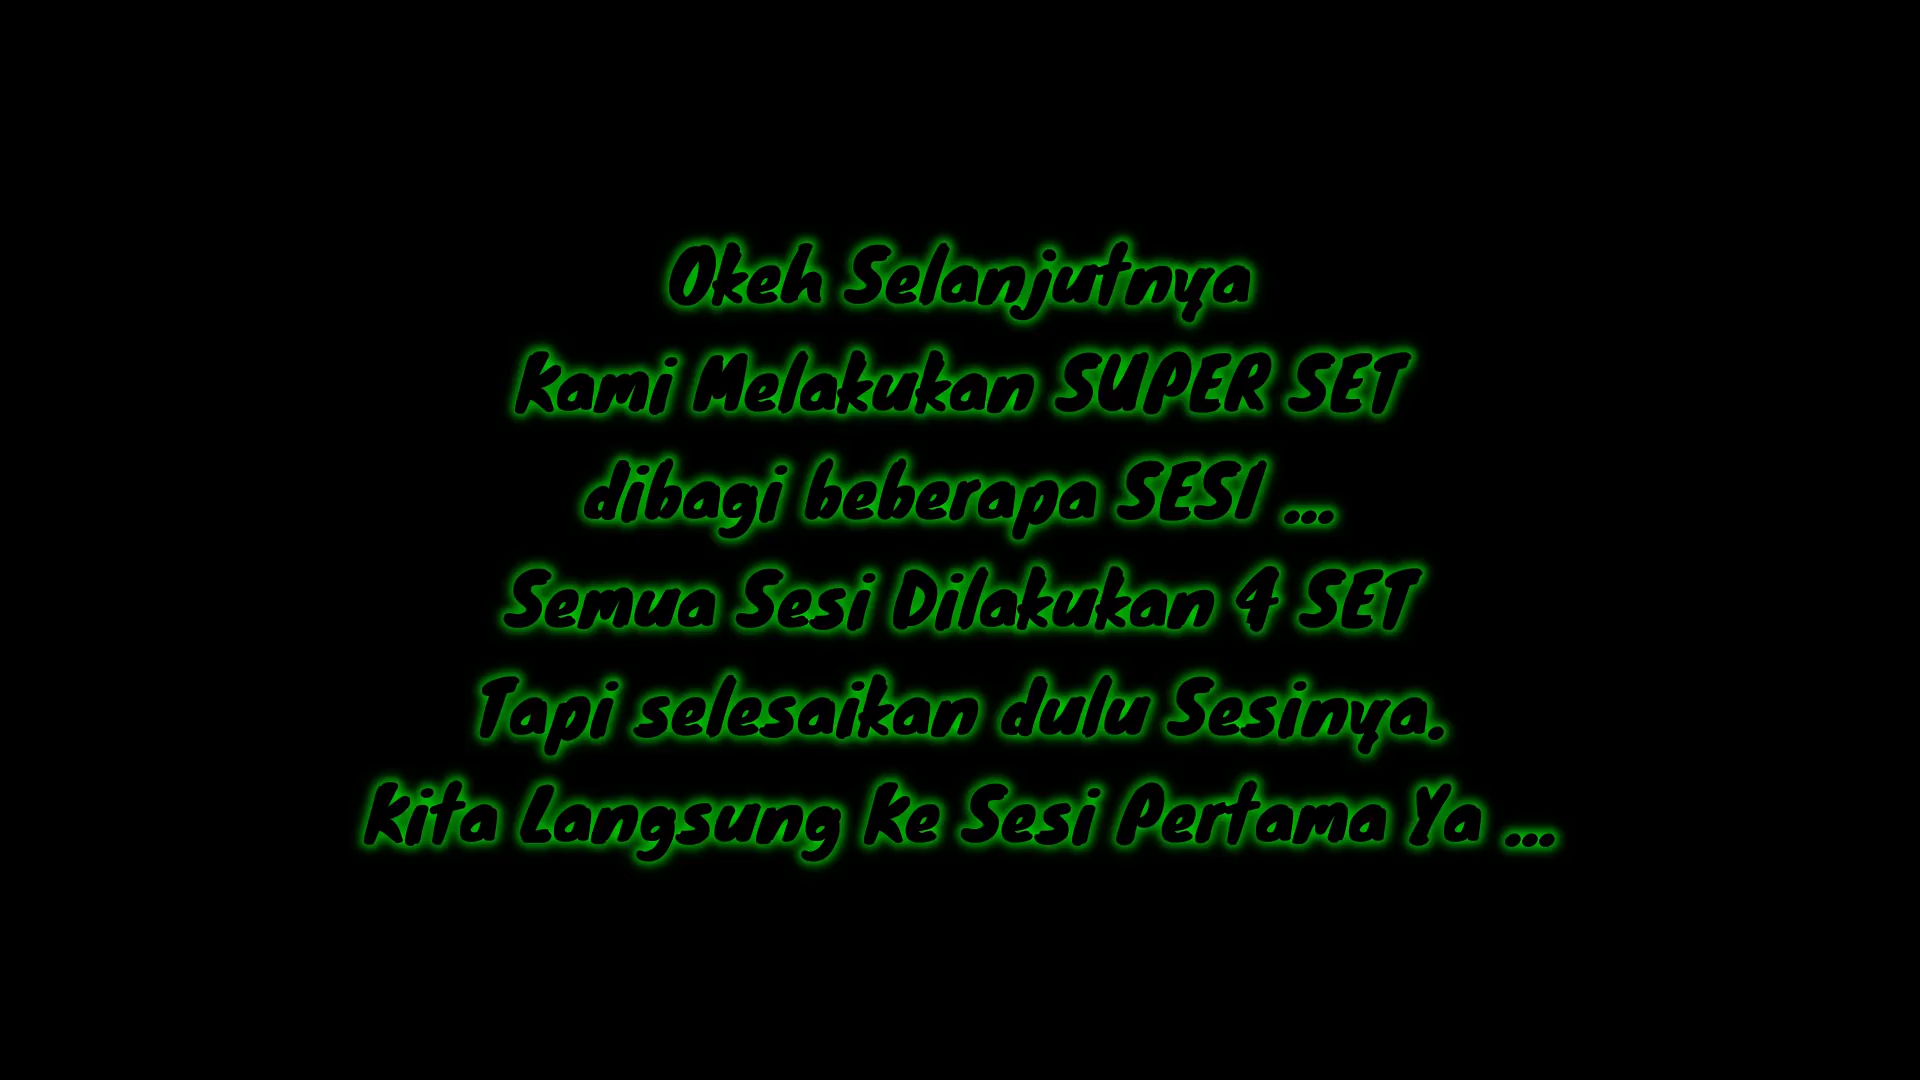 Okeh Selanjutnya
Kami Melakukan SUPER SET
dibagi beberapa SESI ...
Semua Sesi Dilakukan 4 SET
Tapi selesaikan dulu Sesinya.
Kita Langsung Ke Sesi Pertama Ya ...